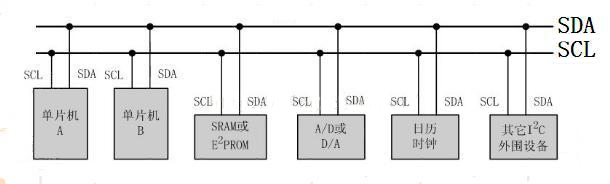 SDA
SCL
SCL SDA SCL SDA
SCL SDA SCL SDA SCL SDA SCL SDA
单片机
A
单片机
B
SRAM或
E²PROM
A/D或
D/A
日历
时钟
其它I²C
外围设备